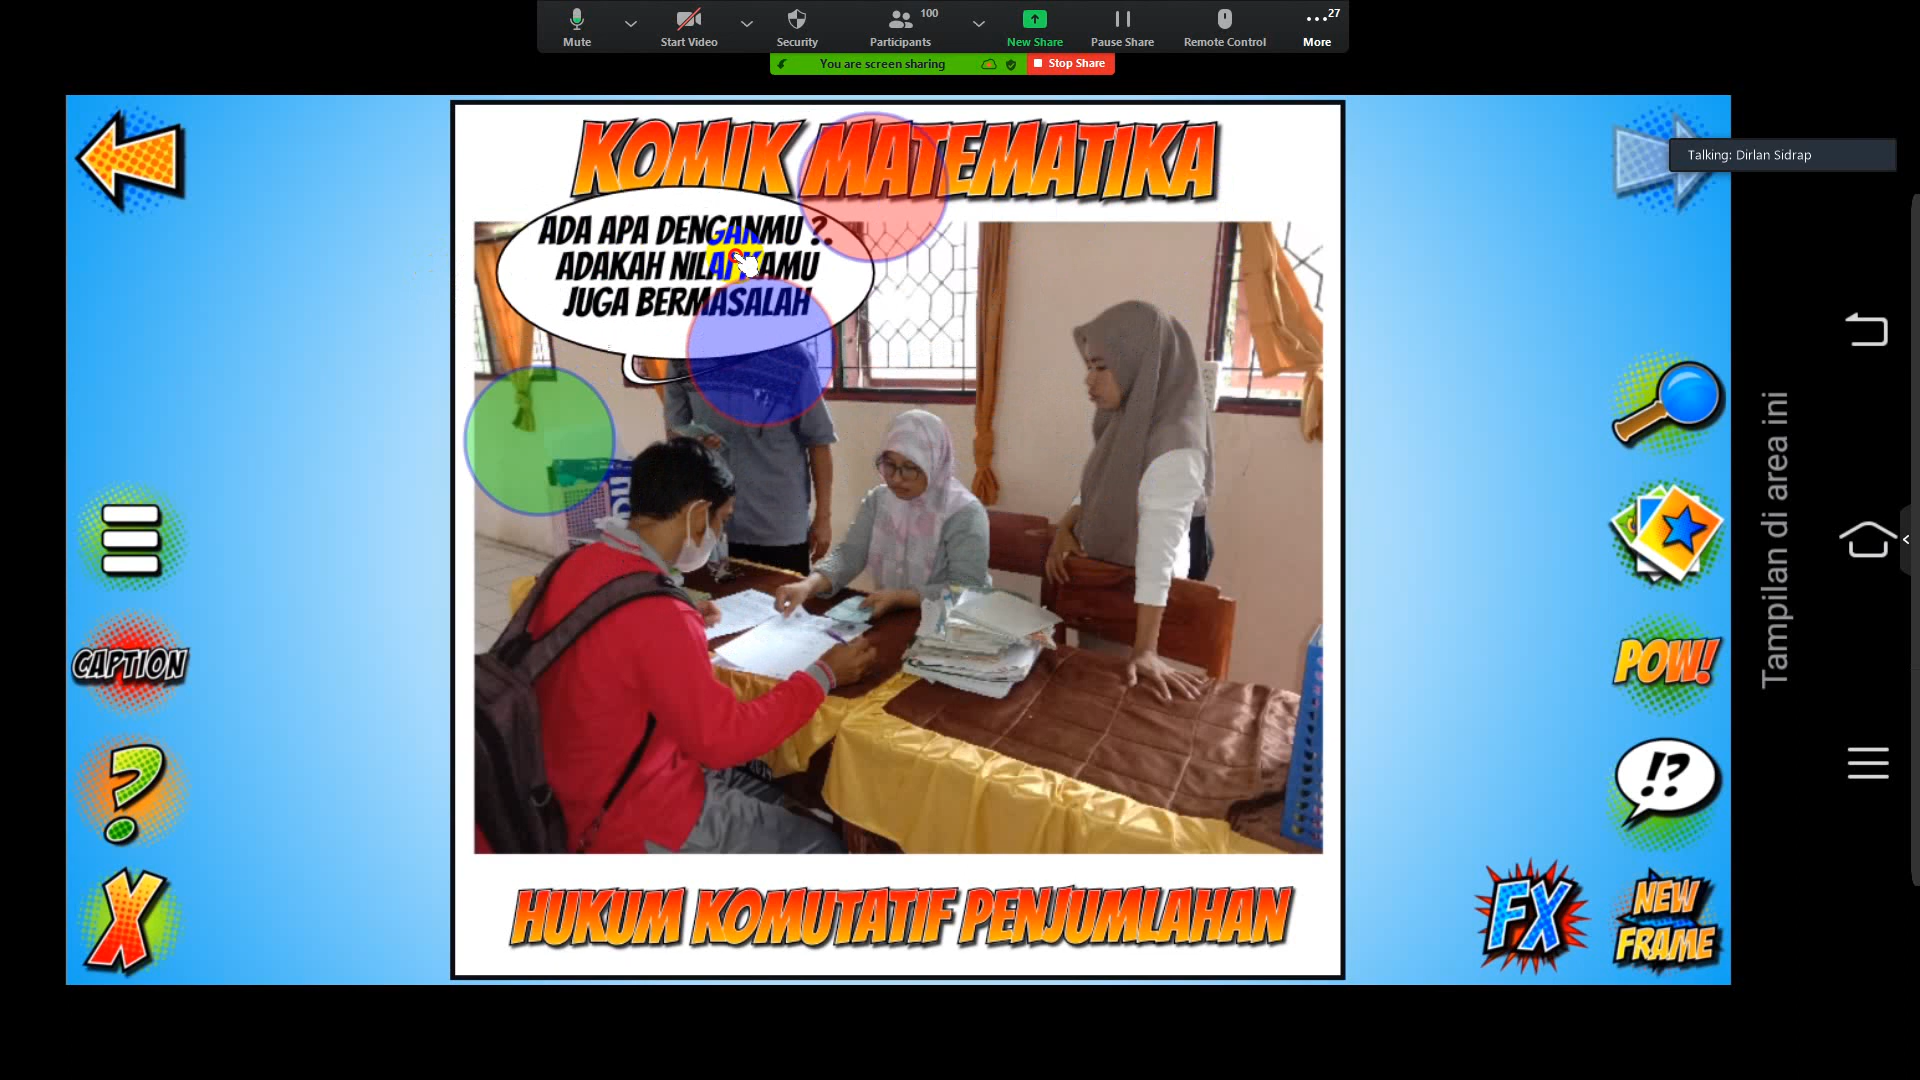 100
27
Mute
Start Video
Security
Participants
New Share
Pause Share
Remote Control
More
You are screen sharing
Stop Share
Talking: Dirlan Sidrap
KOMIK MATEMATIKA
ADA APA DENGANMU ?.
ADAKAH NILAI KAMU
JUGA BERMASALAH
HUKUM KOMUTATIF PENJUMLAHAN
CAPTION
?
X
POW!
!?
FX
NEW
FRAME
Tampilan di area ini